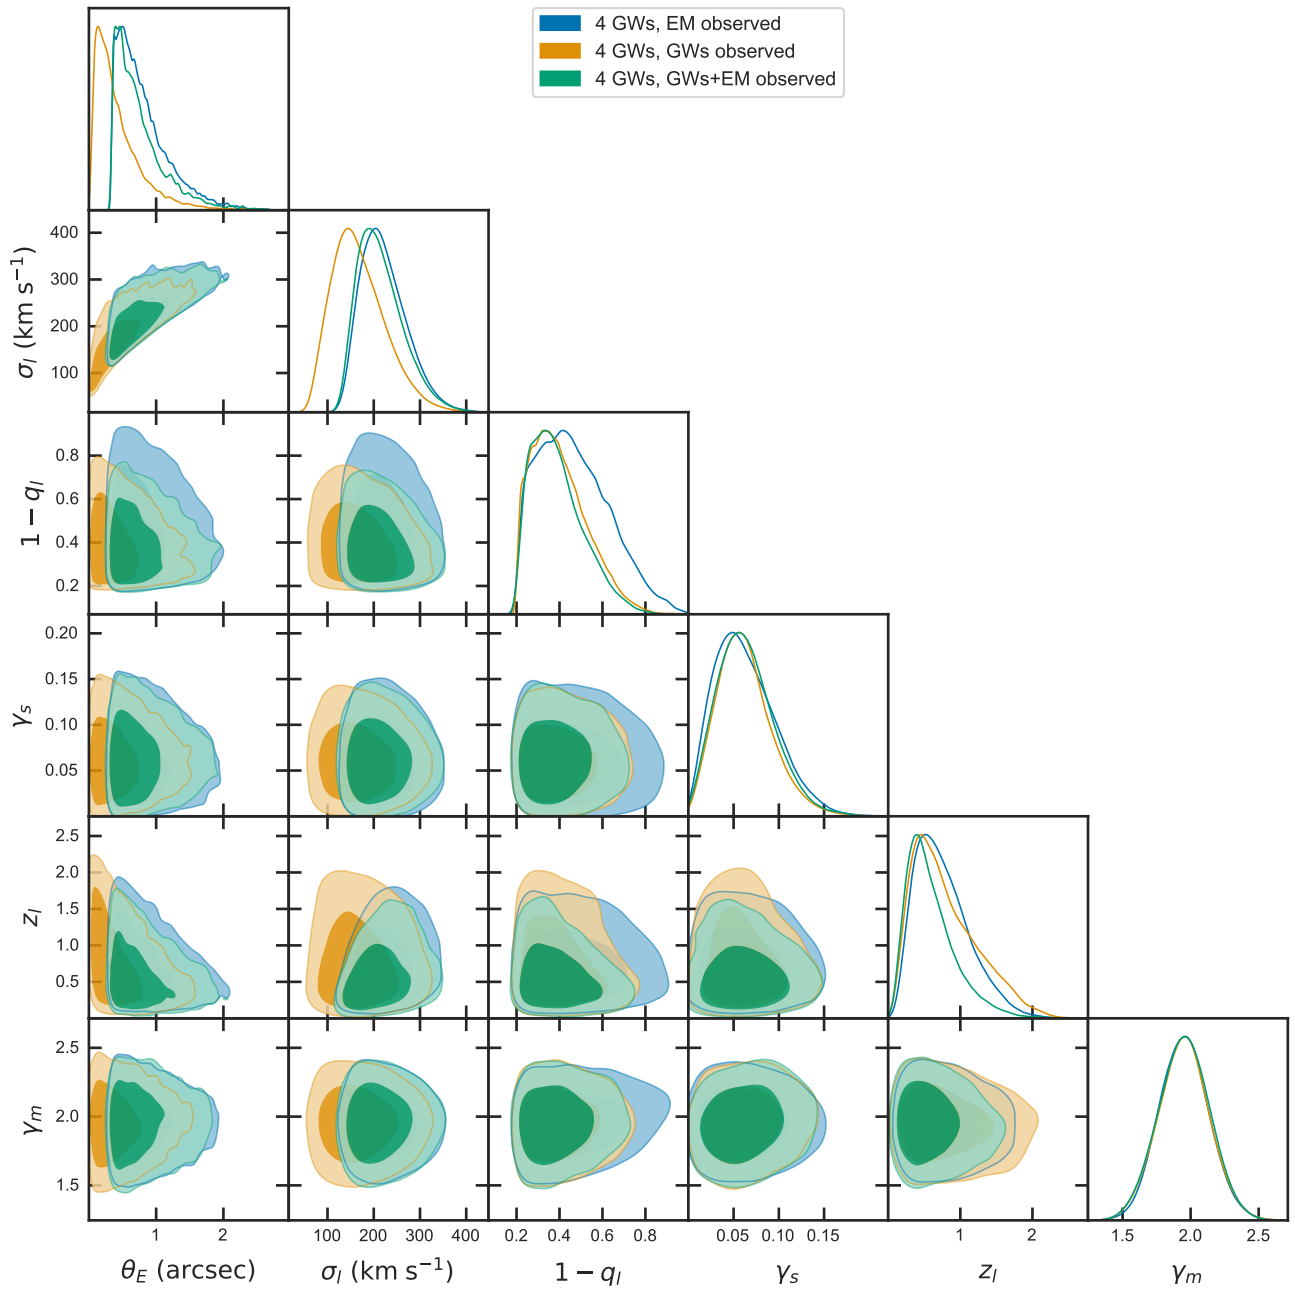 4 GWs, EM observed
4 GWs, GWs observed
4 GWs, GWs+EM observed
σ_l (km s⁻¹)
400
300
200
100
1 − q_l
0.8
0.6
0.4
0.2
γ_s
0.20
0.15
0.10
0.05
z_l
2.5
2.0
1.5
1.0
0.5
γ_m
2.5
2.0
1.5
1 2
100 200 300 400
0.2 0.4 0.6 0.8
0.05 0.10 0.15
1 2
1.5 2.0 2.5
θ_E (arcsec)
σ_l (km s⁻¹)
1 − q_l
γ_s
z_l
γ_m